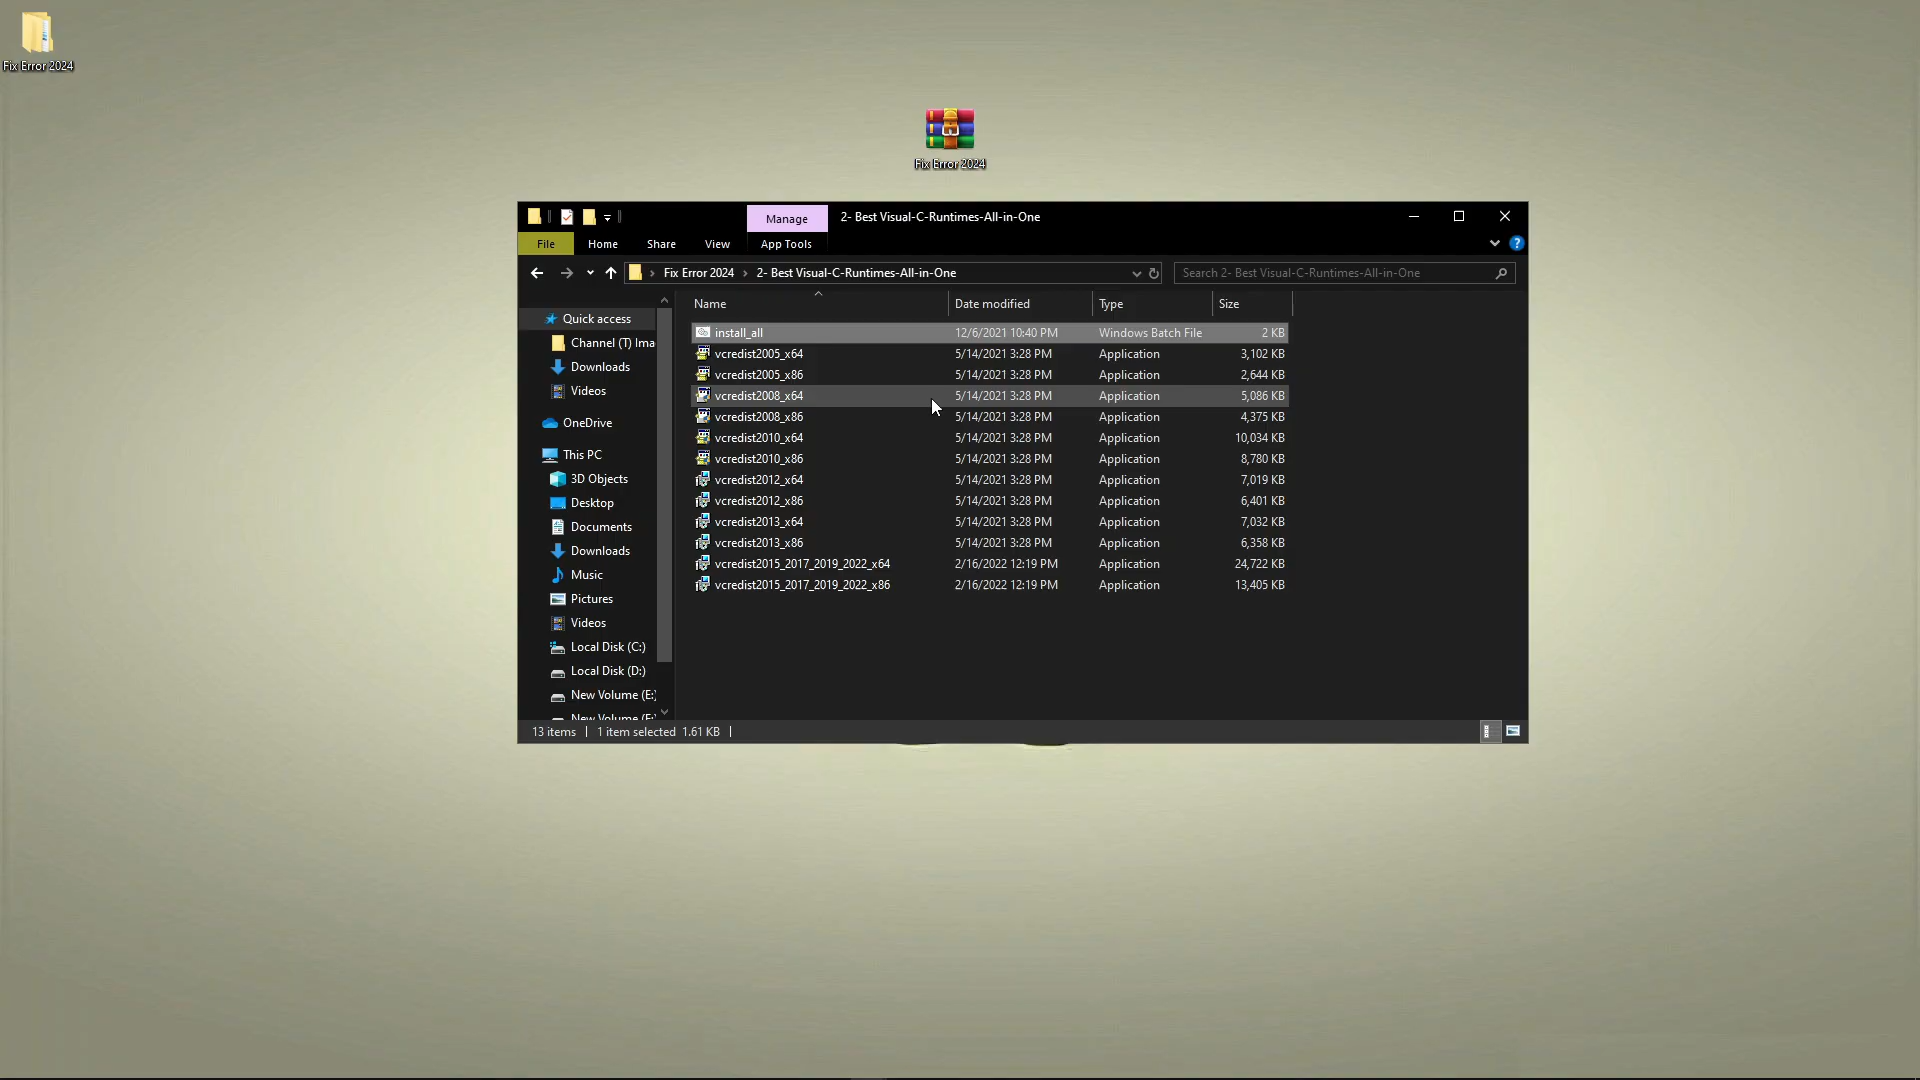 Fix Error 2024
Fix Error 2024
Manage
2- Best Visual-C-Runtimes-All-in-One
File
Home
Share
View
App Tools
?
Fix Error 2024 › 2- Best Visual-C-Runtimes-All-in-One
Search 2- Best Visual-C-Runtimes-All-in-One
Name
Date modified
Type
Size
Quick access
Channel (T) Ima
Downloads
Videos
OneDrive
This PC
3D Objects
Desktop
Documents
Downloads
Music
Pictures
Videos
Local Disk (C:)
Local Disk (D:)
New Volume (E:)
New Volume (F:)
install_all 12/6/2021 10:40 PM Windows Batch File 2 KB
vcredist2005_x64 5/14/2021 3:28 PM Application 3,102 KB
vcredist2005_x86 5/14/2021 3:28 PM Application 2,644 KB
vcredist2008_x64 5/14/2021 3:28 PM Application 5,086 KB
vcredist2008_x86 5/14/2021 3:28 PM Application 4,375 KB
vcredist2010_x64 5/14/2021 3:28 PM Application 10,034 KB
vcredist2010_x86 5/14/2021 3:28 PM Application 8,780 KB
vcredist2012_x64 5/14/2021 3:28 PM Application 7,019 KB
vcredist2012_x86 5/14/2021 3:28 PM Application 6,401 KB
vcredist2013_x64 5/14/2021 3:28 PM Application 7,032 KB
vcredist2013_x86 5/14/2021 3:28 PM Application 6,358 KB
vcredist2015_2017_2019_2022_x64 2/16/2022 12:19 PM Application 24,722 KB
vcredist2015_2017_2019_2022_x86 2/16/2022 12:19 PM Application 13,405 KB
13 items
1 item selected 1.61 KB